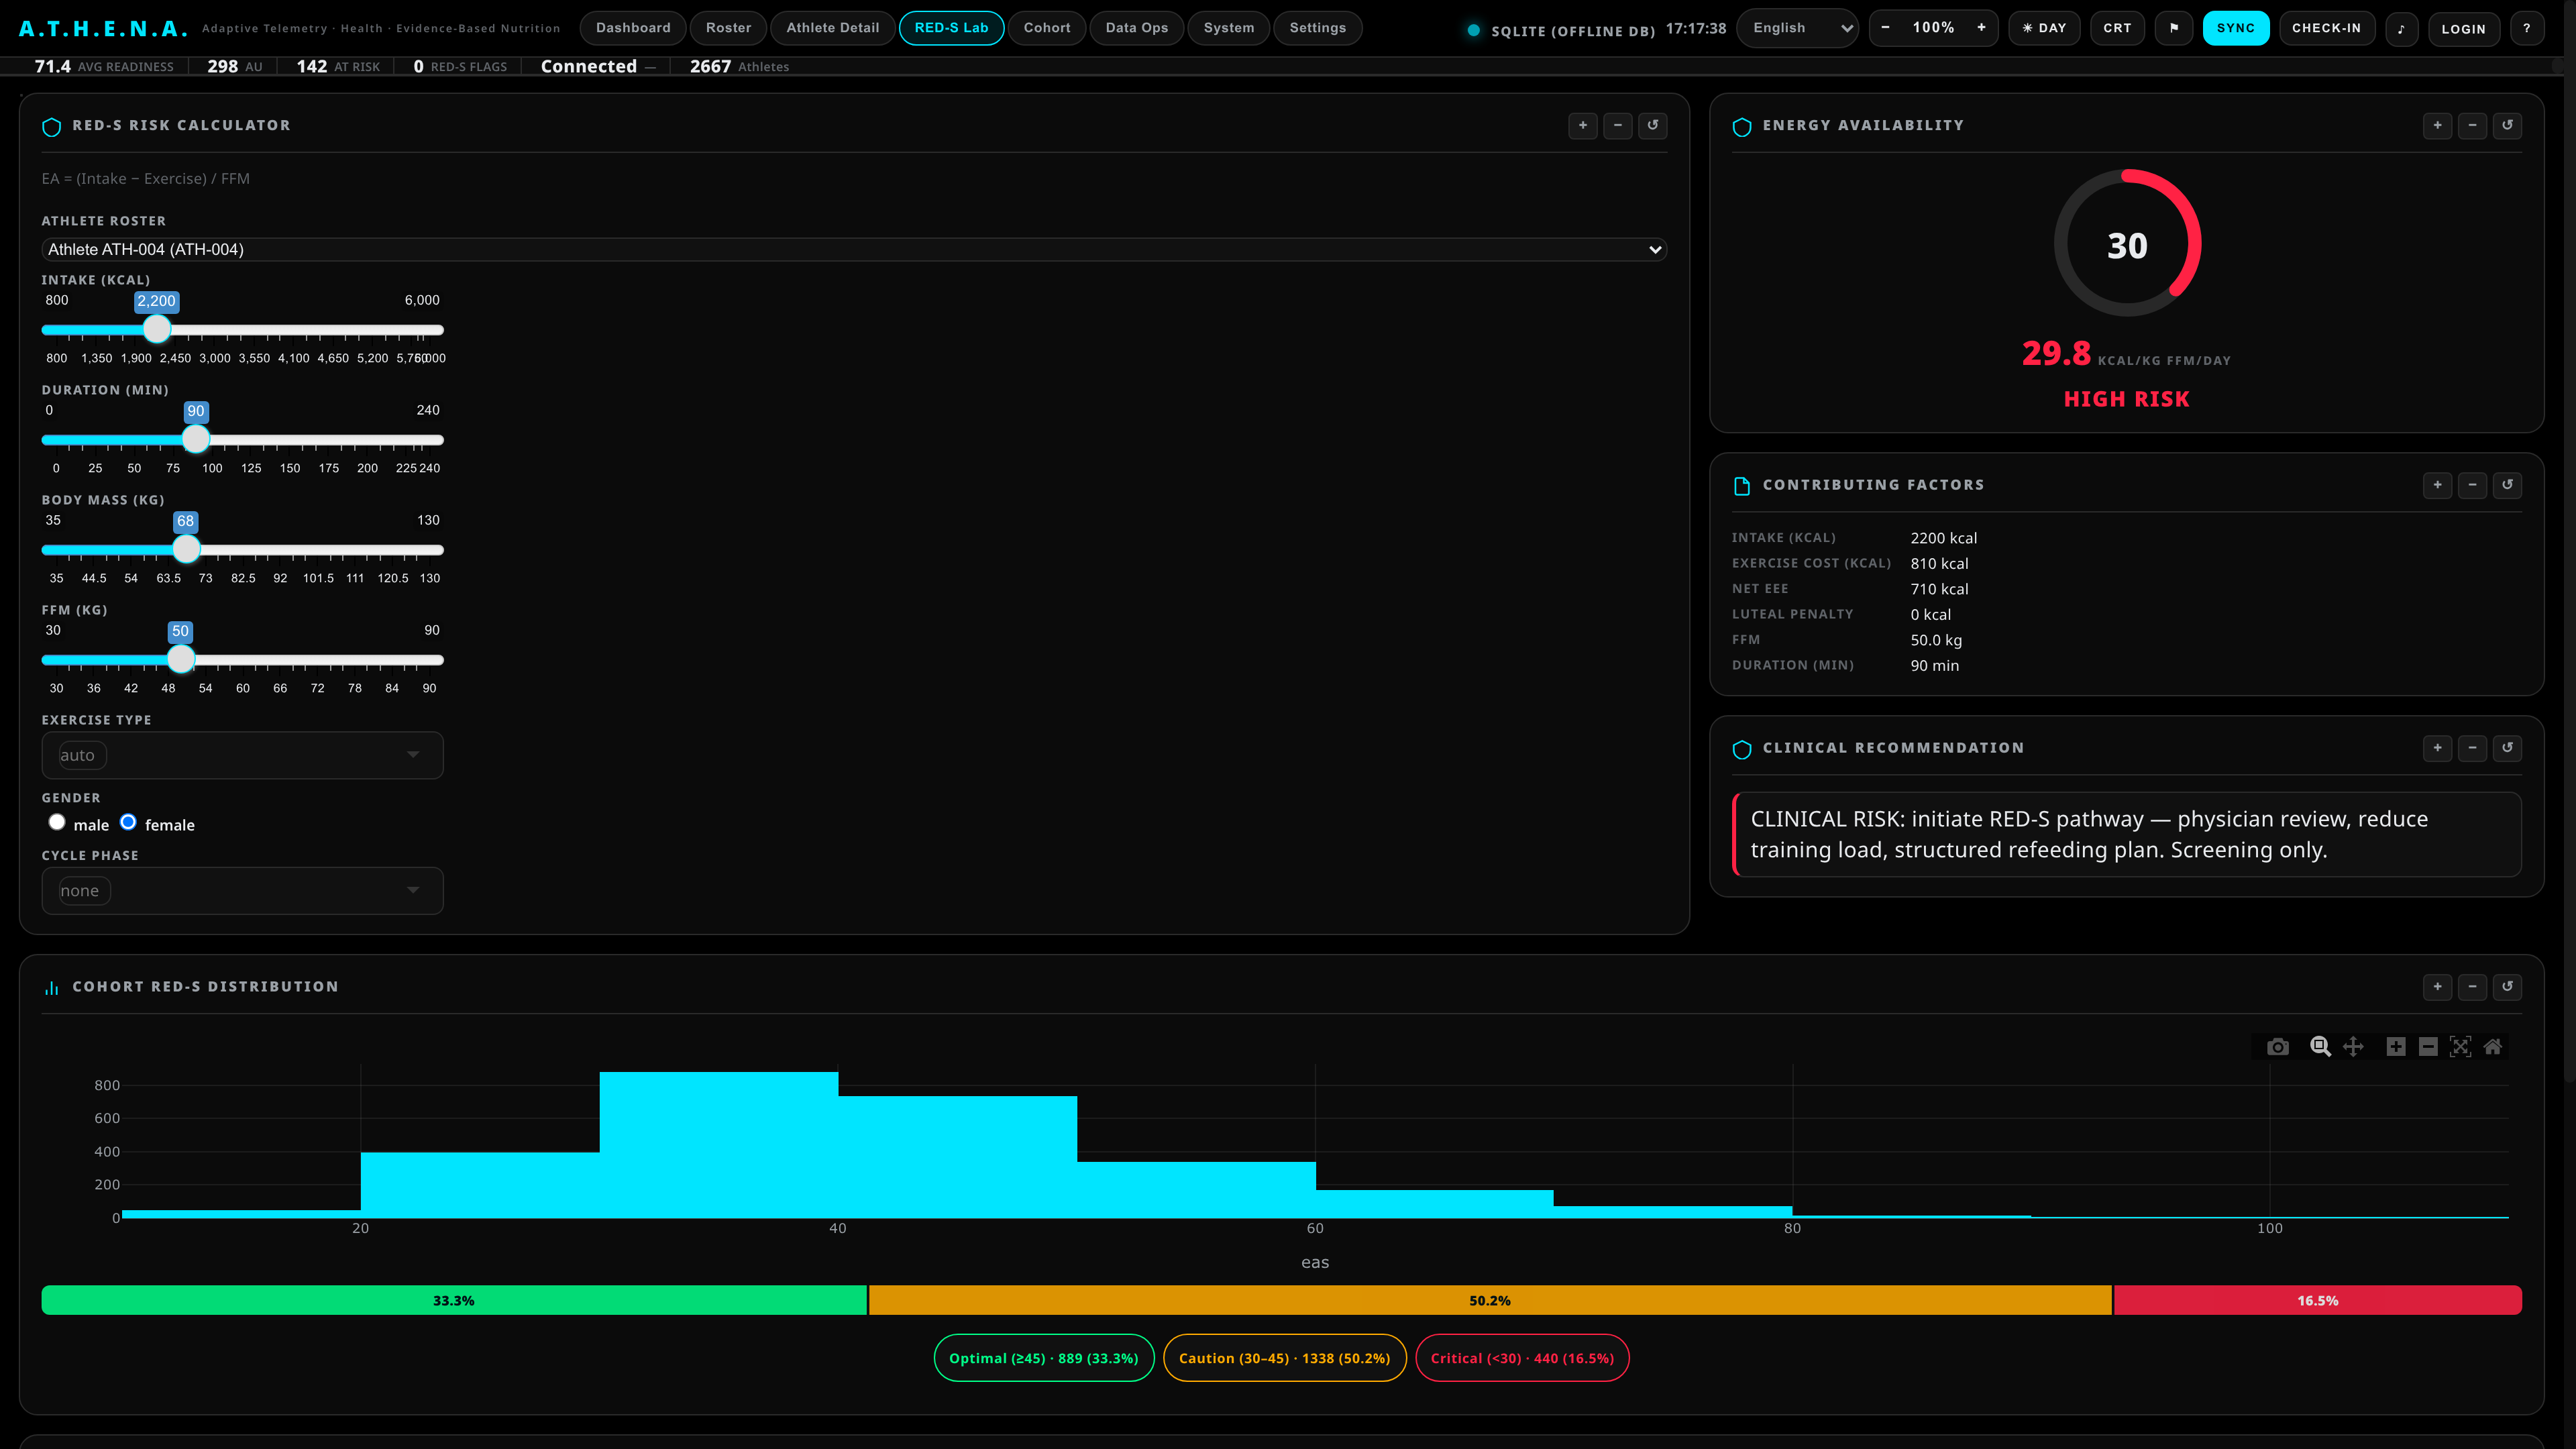 A.T.H.E.N.A. Adaptive Telemetry · Health · Evidence-Based Nutrition Dashboard Roster Athlete Detail RED-S Lab Cohort Data Ops System Settings SQLITE (OFFLINE DB) 17:17:38 English − 100% + ☀ DAY CRT ⚑ SYNC CHECK-IN ♪ LOGIN ?
71.4 AVG READINESS 298 AU 142 AT RISK 0 RED-S FLAGS Connected — 2667 Athletes
RED-S RISK CALCULATOR + − ↺
EA = (Intake − Exercise) / FFM
ATHLETE ROSTER
Athlete ATH-004 (ATH-004)
INTAKE (KCAL)
800 2,200 6,000
800 1,350 1,900 2,450 3,000 3,550 4,100 4,650 5,200 5,750 6,000
DURATION (MIN)
0 90 240
0 25 50 75 100 125 150 175 200 225 240
BODY MASS (KG)
35 68 130
35 44.5 54 63.5 73 82.5 92 101.5 111 120.5 130
FFM (KG)
30 50 90
30 36 42 48 54 60 66 72 78 84 90
EXERCISE TYPE
auto
GENDER
male female
CYCLE PHASE
none
ENERGY AVAILABILITY + − ↺
30
29.8 KCAL/KG FFM/DAY
HIGH RISK
CONTRIBUTING FACTORS + − ↺
INTAKE (KCAL) 2200 kcal
EXERCISE COST (KCAL) 810 kcal
NET EEE 710 kcal
LUTEAL PENALTY 0 kcal
FFM 50.0 kg
DURATION (MIN) 90 min
CLINICAL RECOMMENDATION + − ↺
CLINICAL RISK: initiate RED-S pathway — physician review, reduce
training load, structured refeeding plan. Screening only.
COHORT RED-S DISTRIBUTION + − ↺
800
600
400
200
0
20 40 60 80 100
eas
33.3% 50.2% 16.5%
Optimal (≥45) · 889 (33.3%) Caution (30–45) · 1338 (50.2%) Critical (<30) · 440 (16.5%)